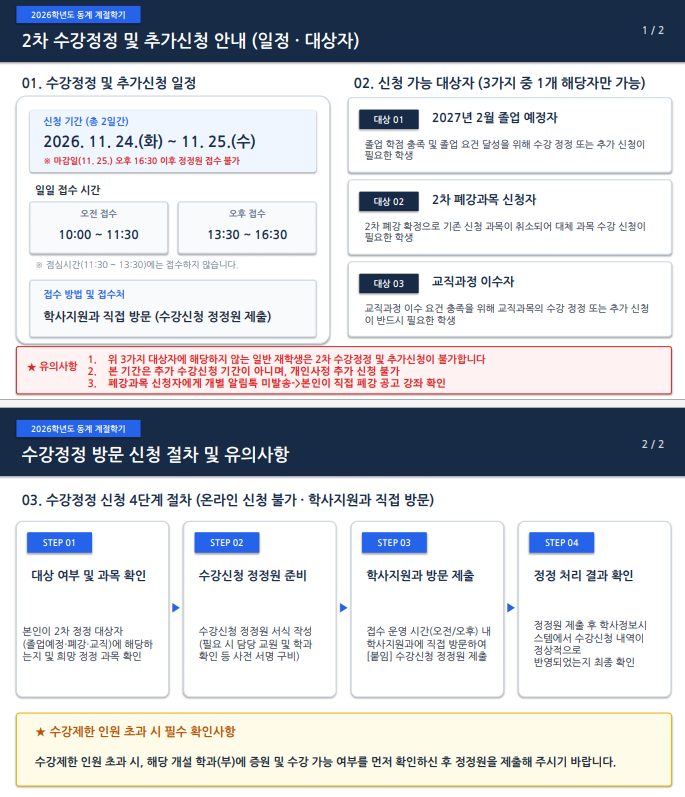 2026학년도 동계 계절학기
2차 수강정정 및 추가신청 안내 (일정 · 대상자)
1 / 2
01. 수강정정 및 추가신청 일정
신청 기간 (총 2일간)
2026. 11. 24.(화) ~ 11. 25.(수)
※ 마감일(11. 25.) 오후 16:30 이후 정정원 접수 불가
일일 접수 시간
오전 접수
10:00 ~ 11:30
오후 접수
13:30 ~ 16:30
※ 점심시간(11:30 ~ 13:30)에는 접수하지 않습니다.
접수 방법 및 접수처
학사지원과 직접 방문 (수강신청 정정원 제출)
02. 신청 가능 대상자 (3가지 중 1개 해당자만 가능)
대상 01
2027년 2월 졸업 예정자
졸업 학점 충족 및 졸업 요건 달성을 위해 수강 정정 또는 추가 신청이
필요한 학생
대상 02
2차 폐강과목 신청자
2차 폐강 확정으로 기존 신청 과목이 취소되어 대체 과목 수강 신청이
필요한 학생
대상 03
교직과정 이수자
교직과정 이수 요건 충족을 위해 교직과목의 수강 정정 또는 추가 신청
이 반드시 필요한 학생
★ 유의사항
1. 위 3가지 대상자에 해당하지 않는 일반 재학생은 2차 수강정정 및 추가신청이 불가합니다
2. 본 기간은 추가 수강신청 기간이 아니며, 개인사정 추가 신청 불가
3. 폐강과목 신청자에게 개별 알림톡 미발송->본인이 직접 폐강 공고 강좌 확인
2026학년도 동계 계절학기
수강정정 방문 신청 절차 및 유의사항
2 / 2
03. 수강정정 신청 4단계 절차 (온라인 신청 불가 · 학사지원과 직접 방문)
STEP 01
대상 여부 및 과목 확인
본인이 2차 정정 대상자
(졸업예정·폐강·교직)에 해당하
는지 및 희망 정정 과목 확인
STEP 02
수강신청 정정원 준비
수강신청 정정원 서식 작성
(필요 시 담당 교원 및 학과
확인 등 사전 서명 구비)
STEP 03
학사지원과 방문 제출
접수 운영 시간(오전/오후) 내
학사지원과에 직접 방문하여
[붙임] 수강신청 정정원 제출
STEP 04
정정 처리 결과 확인
정정원 제출 후 학사정보시
스템에서 수강신청 내역이
정상적으로
반영되었는지 최종 확인
★ 수강제한 인원 초과 시 필수 확인사항
수강제한 인원 초과 시, 해당 개설 학과(부)에 증원 및 수강 가능 여부를 먼저 확인하신 후 정정원을 제출해 주시기 바랍니다.